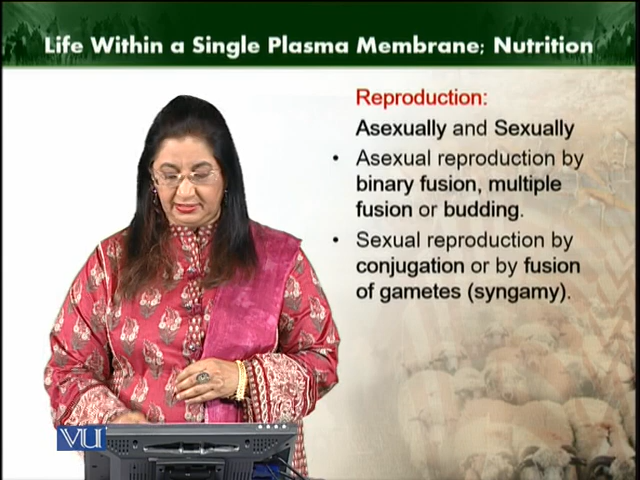 Life Within a Single Plasma Membrane; Nutrition
Reproduction:
Asexually and Sexually
• Asexual reproduction by
binary fusion, multiple
fusion or budding.
• Sexual reproduction by
conjugation or by fusion
of gametes (syngamy).
VU